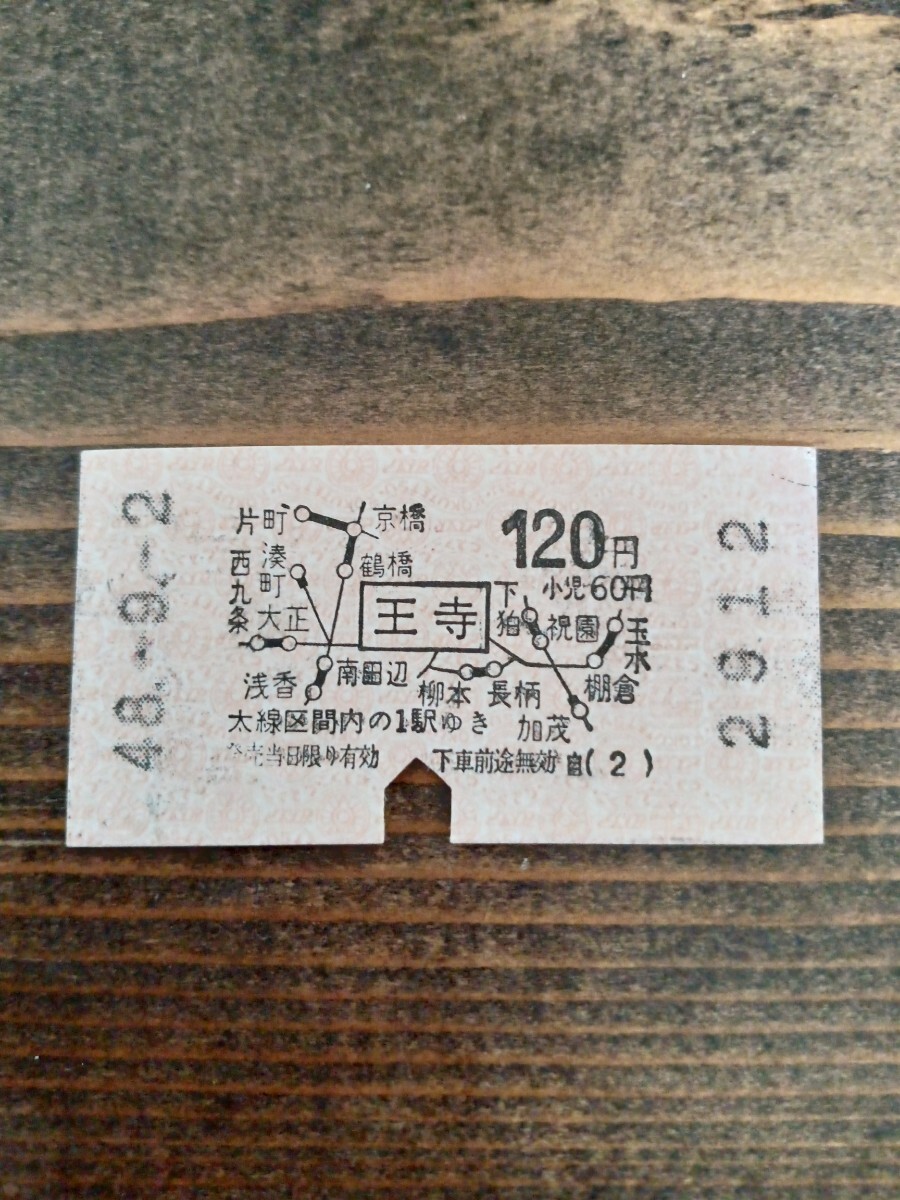 48.-9.-2
片町
京橋
120円
西九条
湊町
鶴橋
小児60円
大正
王寺
下狛
祝園
玉水
浅香
南田辺
柳本
長柄
棚倉
太線区間内の1駅ゆき
加茂
発売当日限り有効
下車前途無効
自(2)
2912